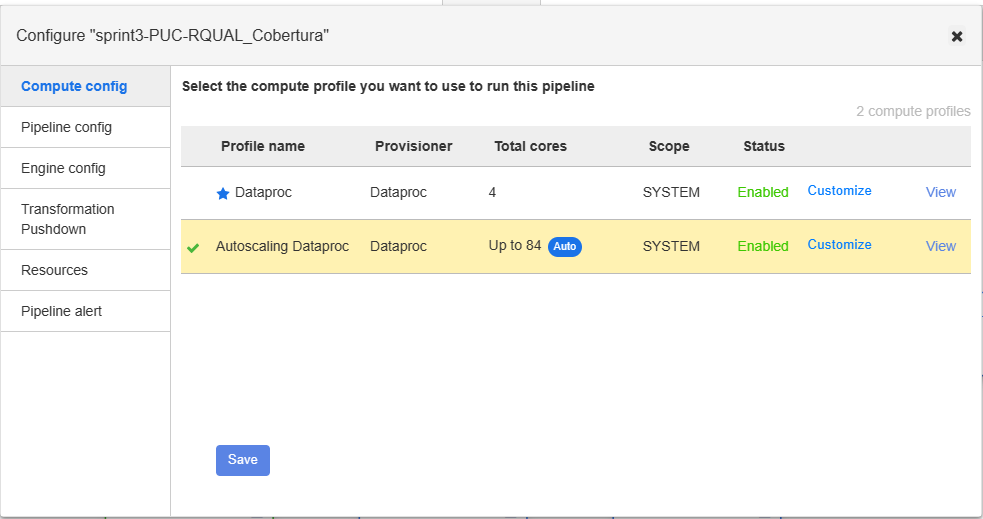 Configure "sprint3-PUC-RQUAL_Cobertura"
Compute config
Pipeline config
Engine config
Transformation
Pushdown
Resources
Pipeline alert
Select the compute profile you want to use to run this pipeline
2 compute profiles
Profile name Provisioner Total cores Scope Status
Dataproc Dataproc 4 SYSTEM Enabled Customize View
Autoscaling Dataproc Dataproc Up to 84 Auto SYSTEM Enabled Customize View
Save